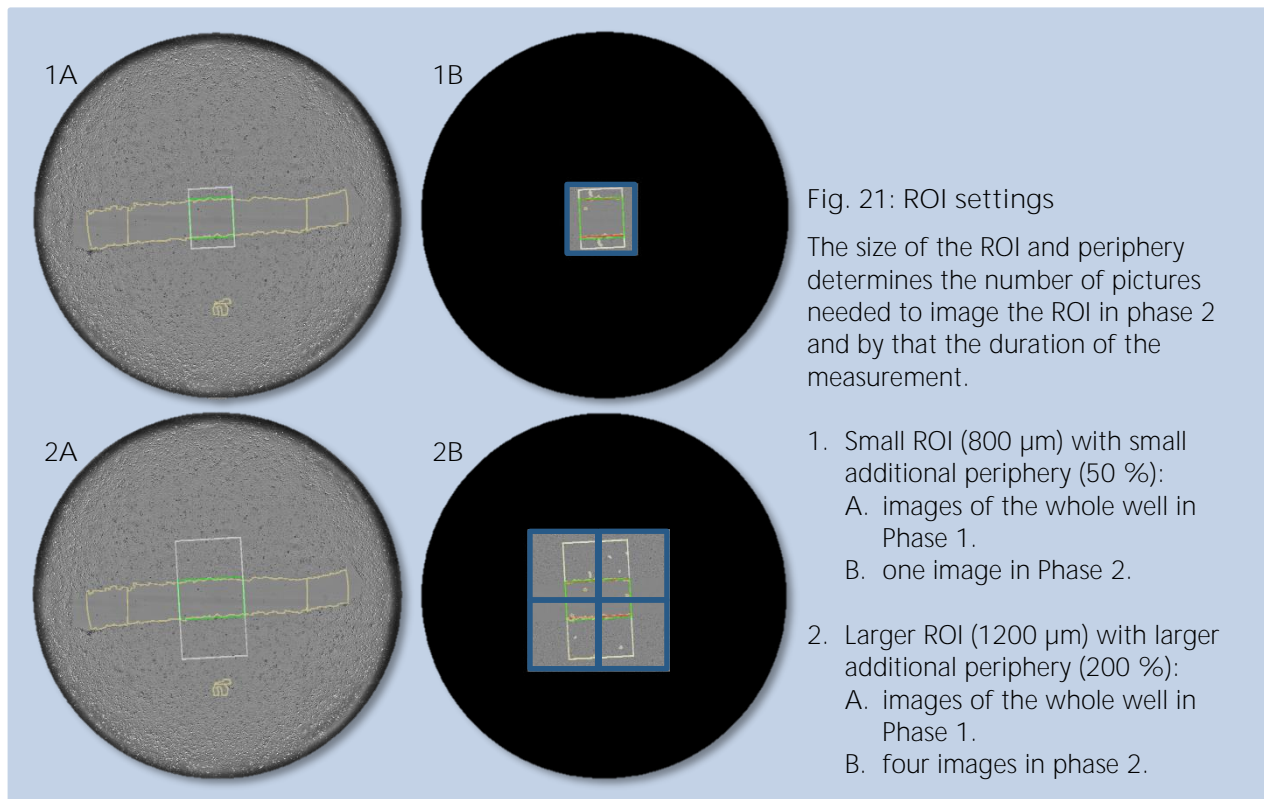 1A
1B
2A
2B
Fig. 21: ROI settings
The size of the ROI and periphery
determines the number of pictures
needed to image the ROI in phase 2
and by that the duration of the
measurement.
1. Small ROI (800 µm) with small
additional periphery (50 %):
A. images of the whole well in
Phase 1.
B. one image in Phase 2.
2. Larger ROI (1200 µm) with larger
additional periphery (200 %):
A. images of the whole well in
Phase 1.
B. four images in phase 2.